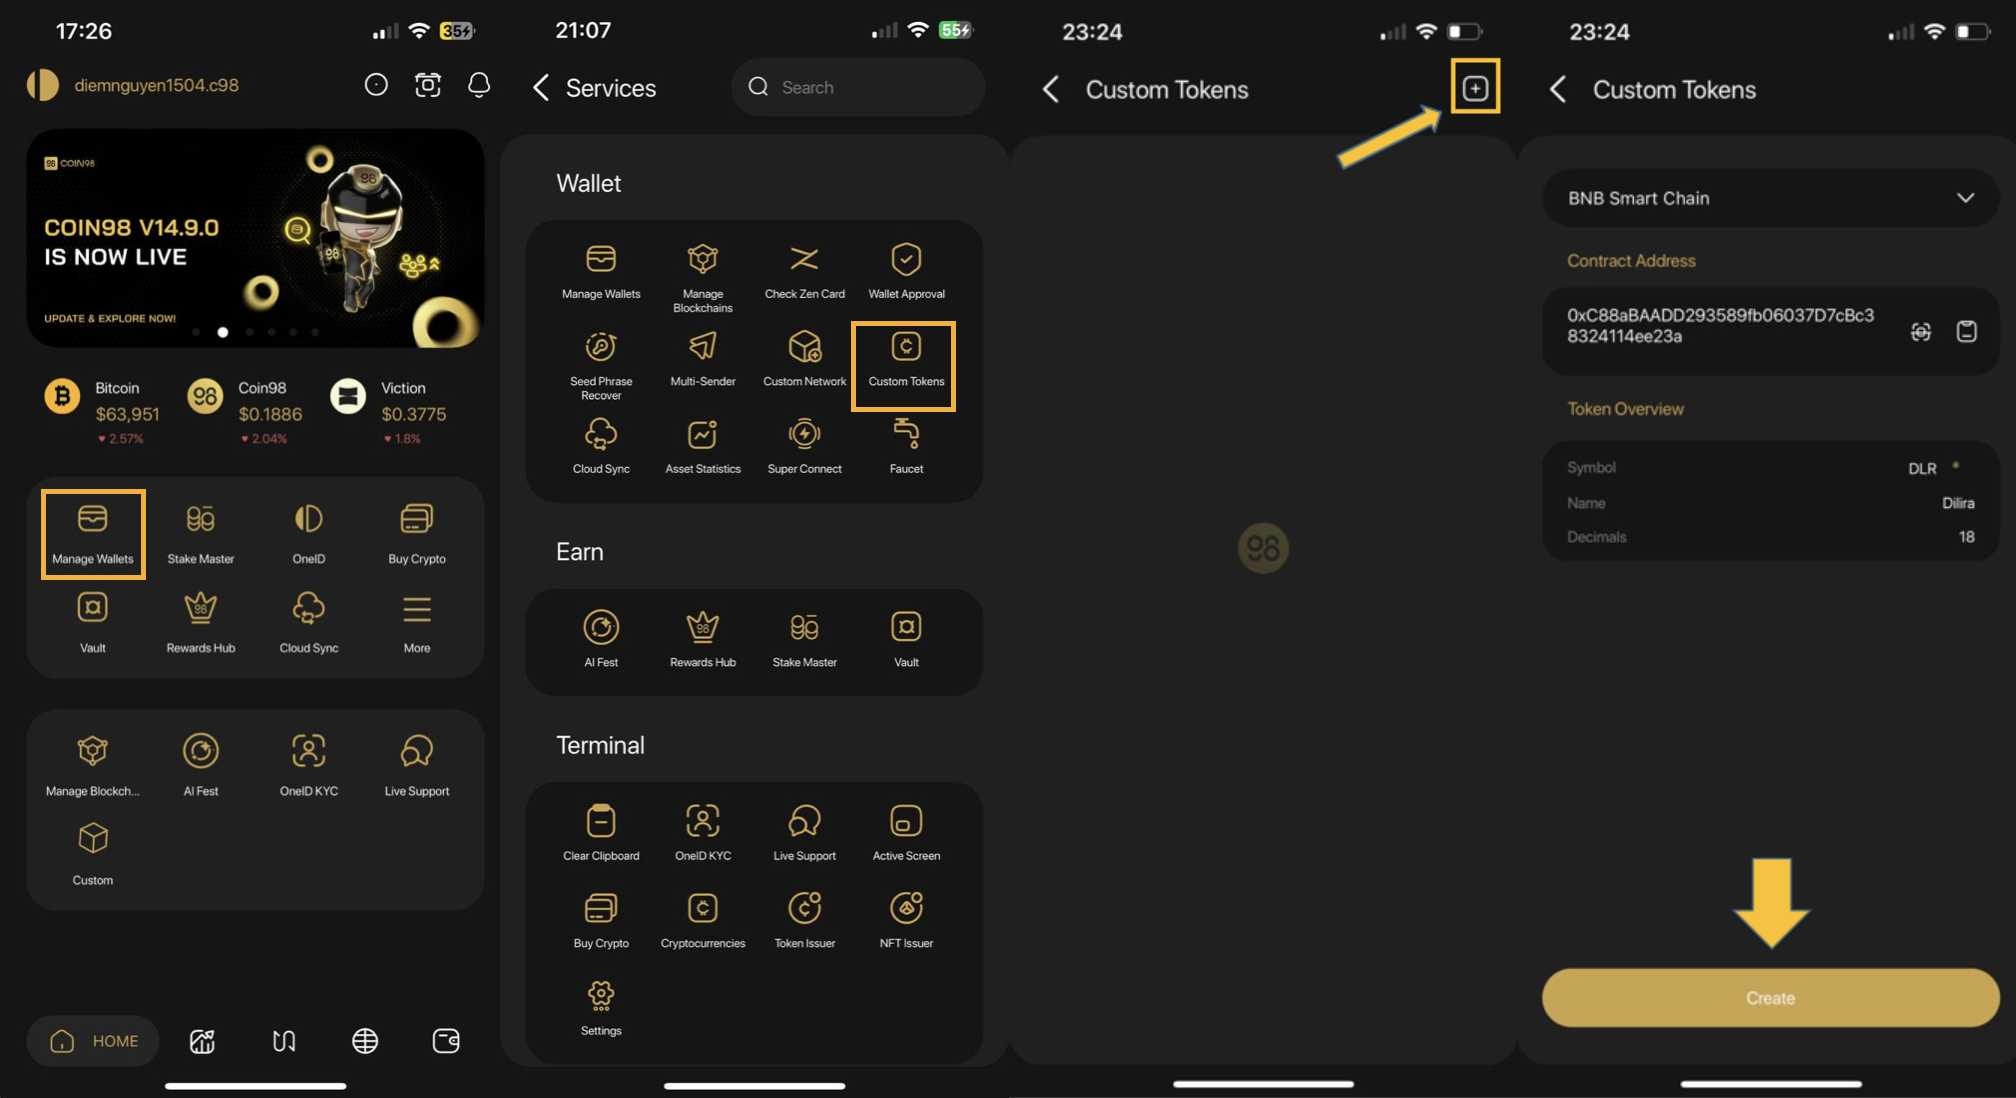 17:26
35
diemnguyen1504.c98
98 COIN98
COIN98 V14.9.0
IS NOW LIVE
UPDATE & EXPLORE NOW!
Bitcoin
$63,951
2.57%
Coin98
$0.1886
2.04%
Viction
$0.3775
1.8%
Manage Wallets
Stake Master
OneID
Buy Crypto
Vault
Rewards Hub
Cloud Sync
More
Manage Blockch...
AI Fest
OneID KYC
Live Support
Custom
HOME
21:07
55
Services
Search
Wallet
Manage Wallets
Manage
Blockchains
Check Zen Card
Wallet Approval
Seed Phrase
Recover
Multi-Sender
Custom Network
Custom Tokens
Cloud Sync
Asset Statistics
Super Connect
Faucet
Earn
AI Fest
Rewards Hub
Stake Master
Vault
Terminal
Clear Clipboard
OneID KYC
Live Support
Active Screen
Buy Crypto
Cryptocurrencies
Token Issuer
NFT Issuer
Settings
23:24
Custom Tokens
98
23:24
Custom Tokens
BNB Smart Chain
Contract Address
0xC88aBAADD293589fb06037D7cBc3
8324114ee23a
Token Overview
Symbol
DLR *
Name
Dilira
Decimals
18
Create